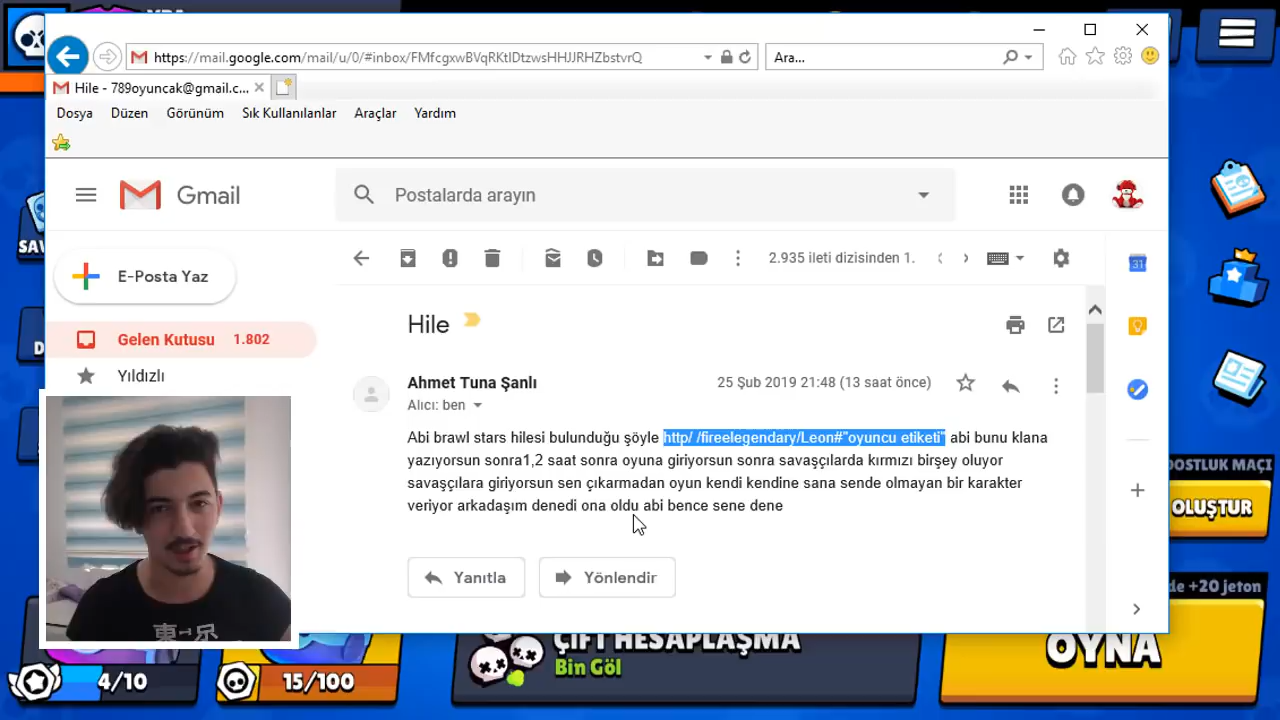 https://mail.google.com/mail/u/0/#inbox/FMfcgxwBVqRKtlDtzwsHHJJRHZbstvrQ
Ara...
Hile - 789oyuncak@gmail.c...
Dosya Düzen Görünüm Sık Kullanılanlar Araçlar Yardım
Gmail
Postalarda arayın
E-Posta Yaz
2.935 ileti dizisinden 1.
31
Gelen Kutusu 1.802
Yıldızlı
Hile
Ahmet Tuna Şanlı
25 Şub 2019 21:48 (13 saat önce)
Alıcı: ben
Abi brawl stars hilesi bulunduğu şöyle http/ /fireelegendary/Leon#"oyuncu etiketi" abi bunu klana
yazıyorsun sonra1,2 saat sonra oyuna giriyorsun sonra savaşçılarda kırmızı birşey oluyor
savaşçılara giriyorsun sen çıkarmadan oyun kendi kendine sana sende olmayan bir karakter
veriyor arkadaşım denedi ona oldu abi bence sene dene
Yanıtla
Yönlendir
DOSTLUK MAÇI
OLUŞTUR
de +20 jeton
4/10
15/100
ÇİFT HESAPLAŞMA
Bin Göl
OYNA